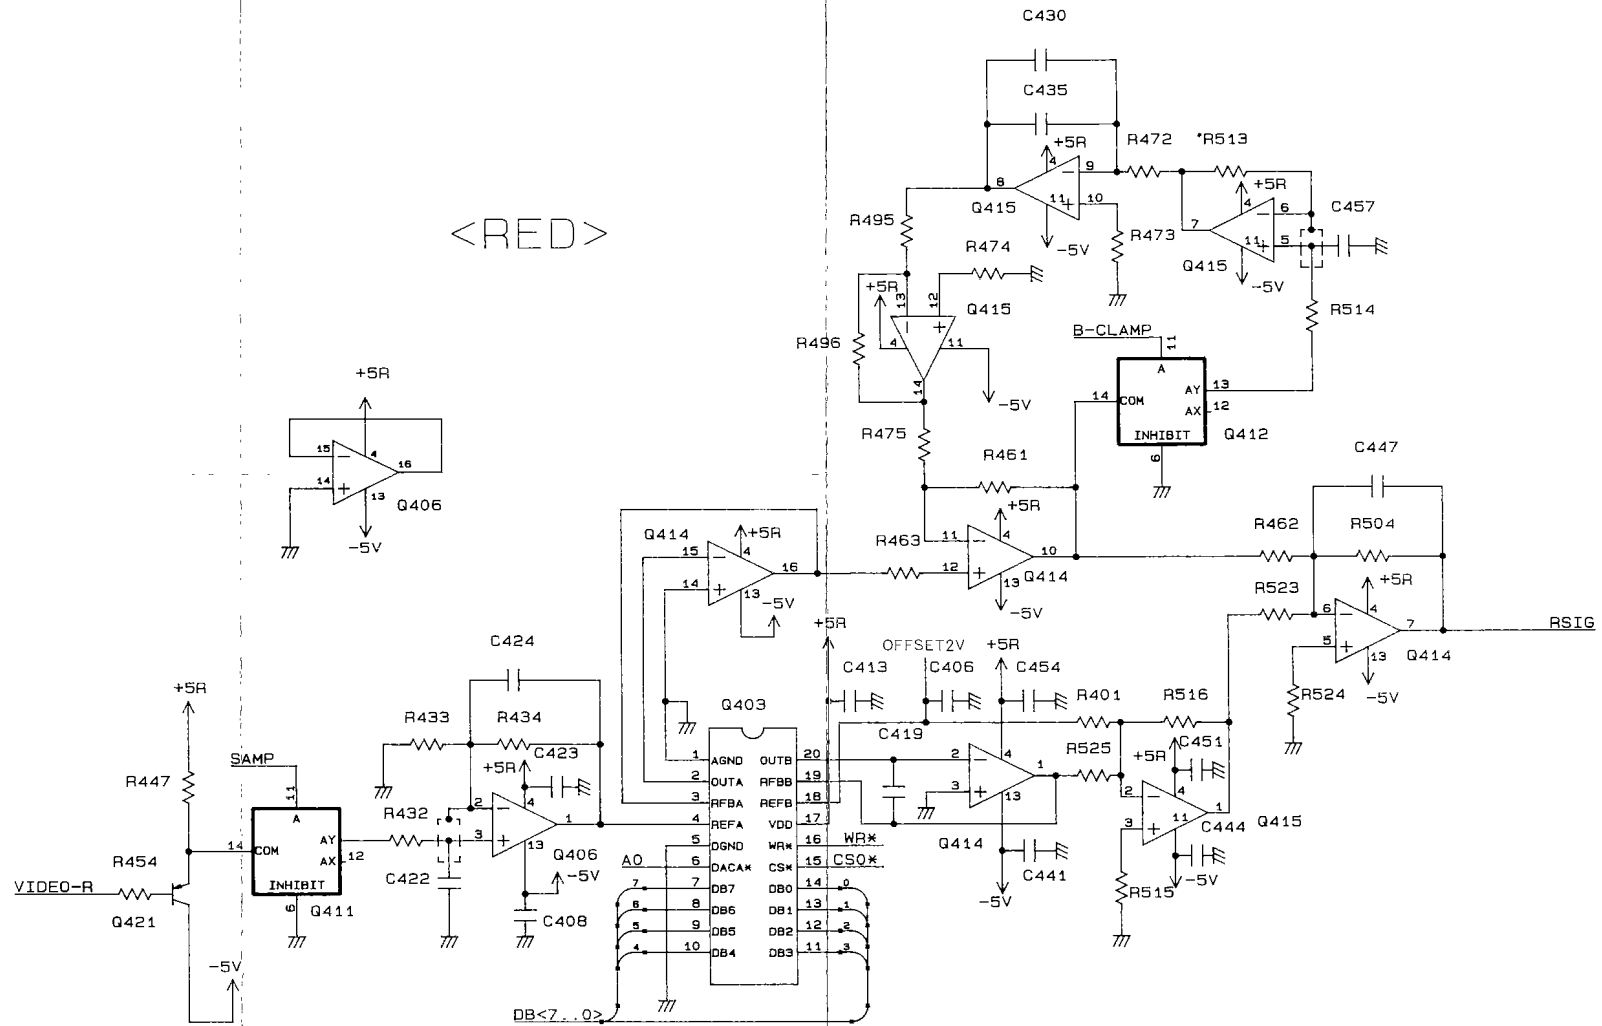 C430
C435
+5R
4
9
R472
*R513
8
Q415
11
10
+5R
4
6
C457
7
11
5
<RED>
R495
R474
-5V
R473
Q415
-5V
+5R
13
12
Q415
R514
B-CLAMP
11
R496
4
11
A
AY
13
14
-5V
14
COM
AX
12
+5R
INHIBIT
Q412
R475
6
C447
15
4
16
R461
14
13
Q406
-5V
Q414
+5R
+5R
R462
R504
15
4
R463
11
4
16
10
12
Q414
14
13
-5V
13
-5V
R523
+5R
6
4
+5R
7
RSIG
5
Q414
13
C424
OFFSET2V
+5R
C413
C406
C454
-5V
+5R
Q403
R401
R516
R524
R433
R434
C419
C423
R525
C451
SAMP
+5R
1
AGND
OUTB
20
2
4
+5R
R447
4
2
OUTA
RFBB
19
1
4
11
R432
2
3
RFBA
REFB
18
3
13
2
A
1
4
REFA
VDD
17
1
AY
3
C444
Q415
14
COM
13
5
DGND
WR*
16
WR*
Q414
3
11
R454
AX
12
Q406
-5V
A0
6
DACA*
CS*
15
CS0*
C441
-5V
VIDEO-R
INHIBIT
C422
7
7
DB7
DB0
14
0
-5V
R515
Q421
6
Q411
C408
6
8
DB6
DB1
13
1
5
9
DB5
DB2
12
2
4
10
DB4
DB3
11
3
-5V
DB<7..0>